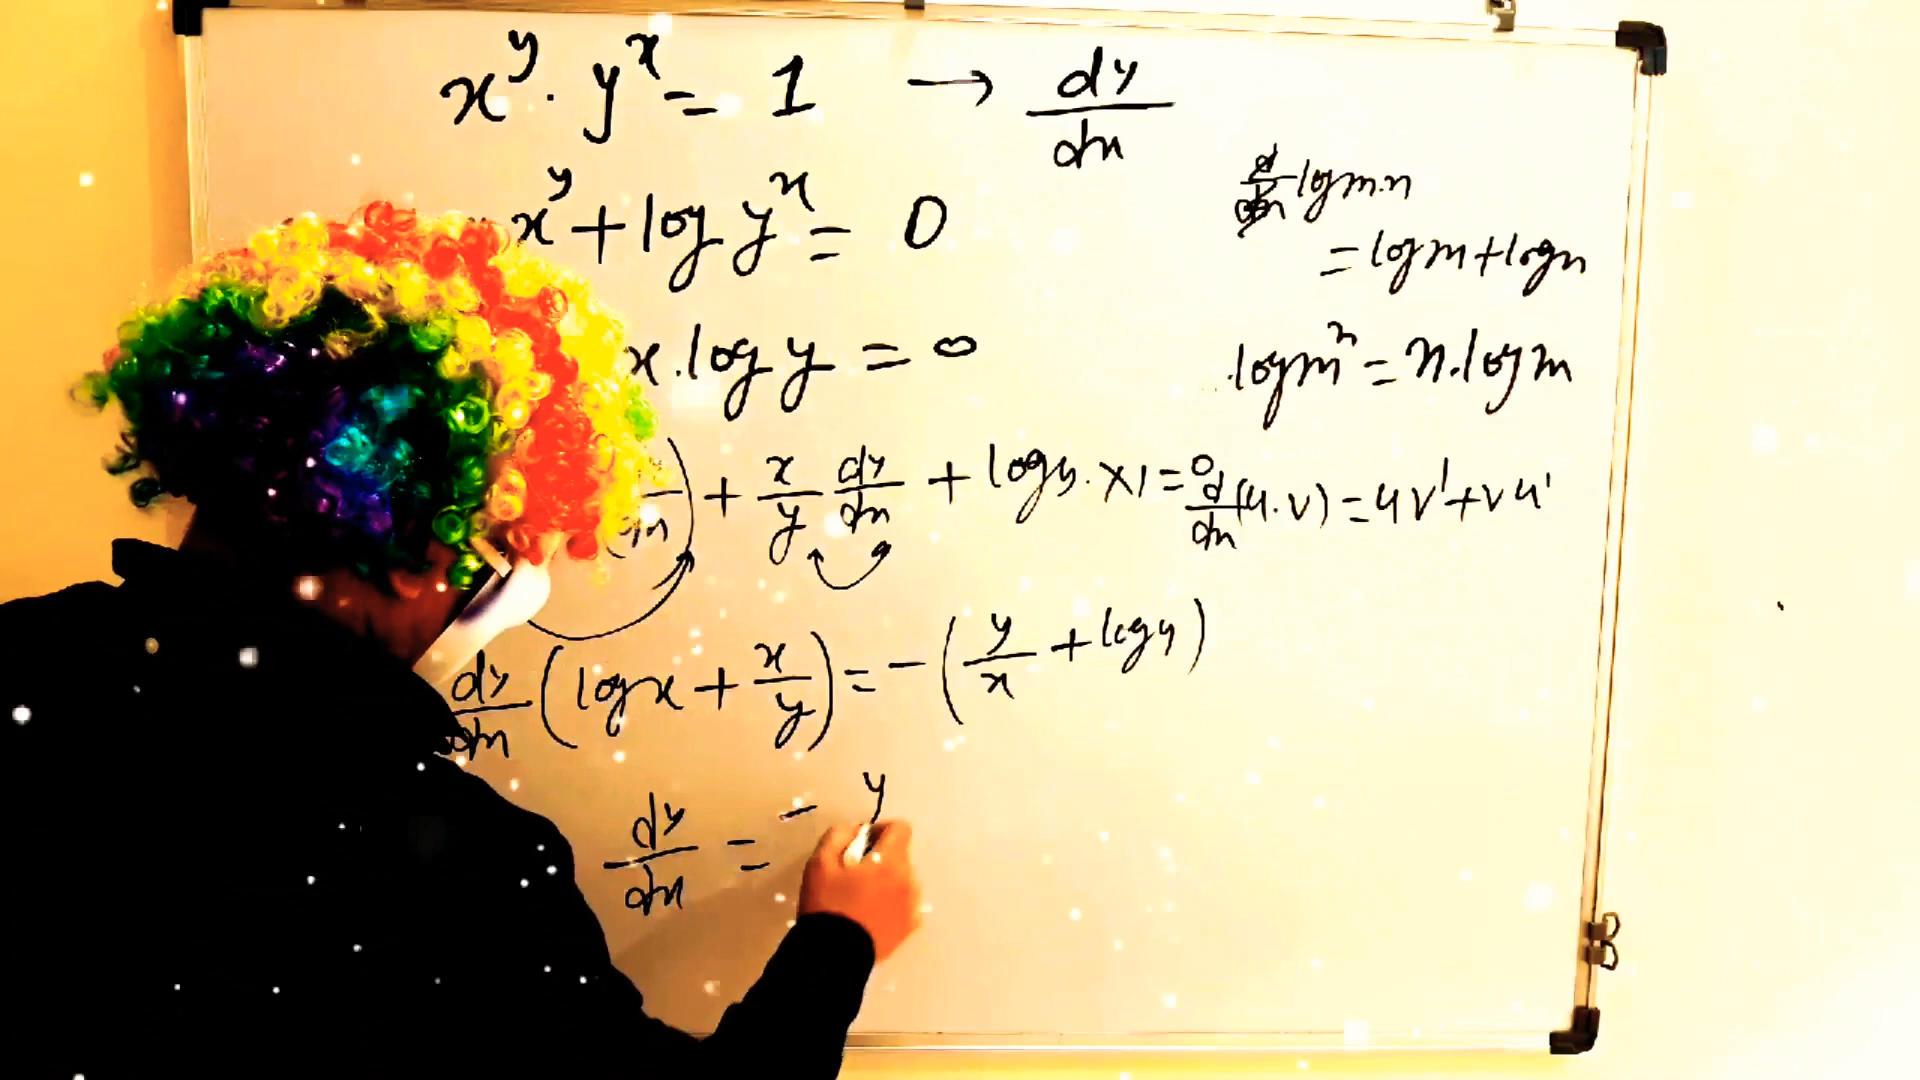 x^y · y^x = 1 → dy/dx
x^y + log y^x = 0
x · log y = 0
) + x/y dy/dx + log y · x1 = 0
dy/dx (log x + x/y) = - (y/x + log y)
dy/dx = - y
log m.n
= log m + log n
log m^n = n. log m
d/dx (u.v) = uv' + vu'